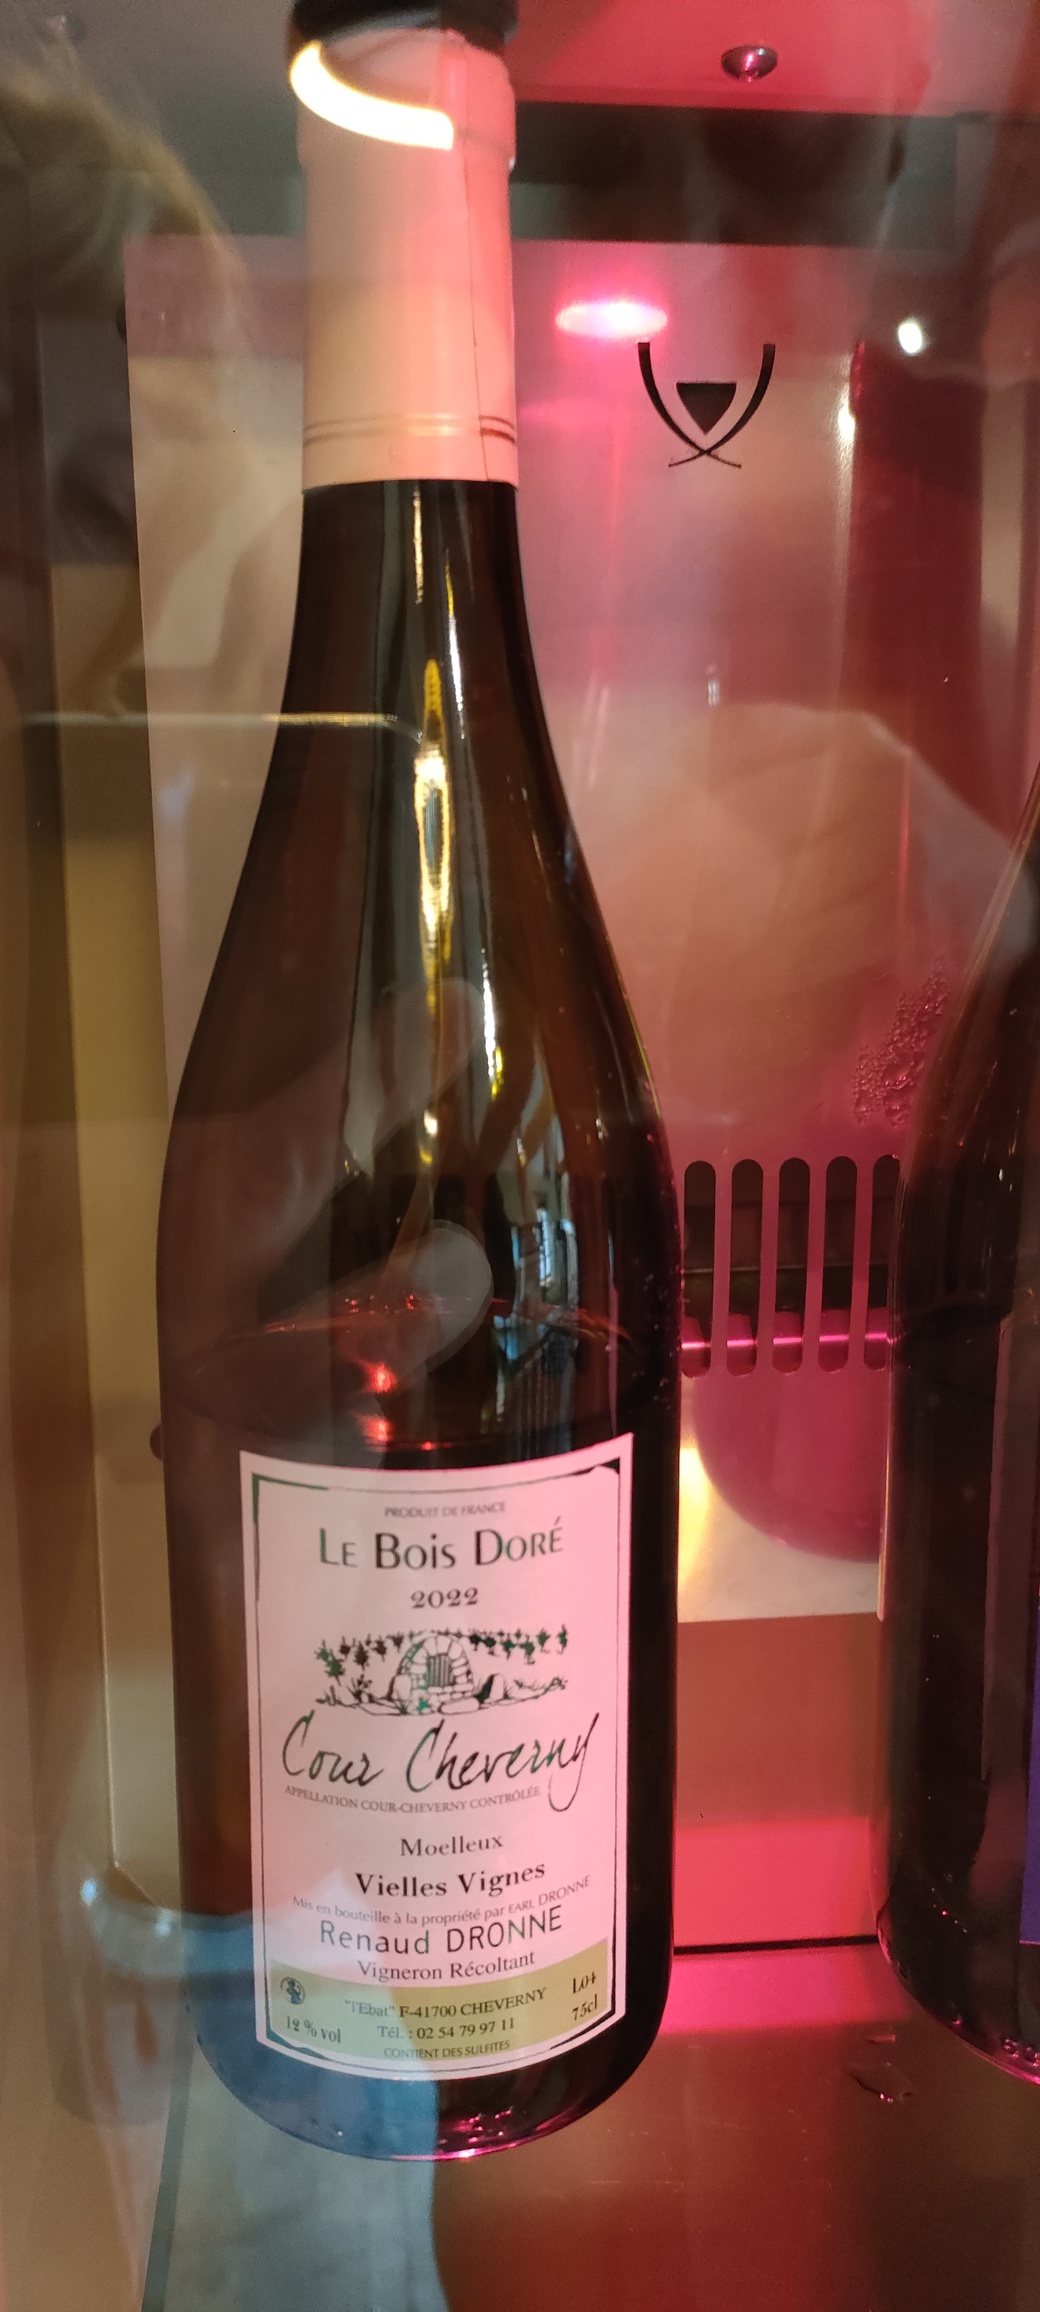 PRODUIT DE FRANCE
LE BOIS DORÉ
2022
Cour Cheverny
APPELLATION COUR-CHEVERNY CONTRÔLÉE
Moelleux
Vielles Vignes
Mis en bouteille à la propriété par EARL DRONNE
Renaud DRONNE
Vigneron Récoltant
"l'Ebat" F-41700 CHEVERNY
L04
12 % vol
Tél. : 02 54 79 97 11
75cl
CONTIENT DES SULFITES